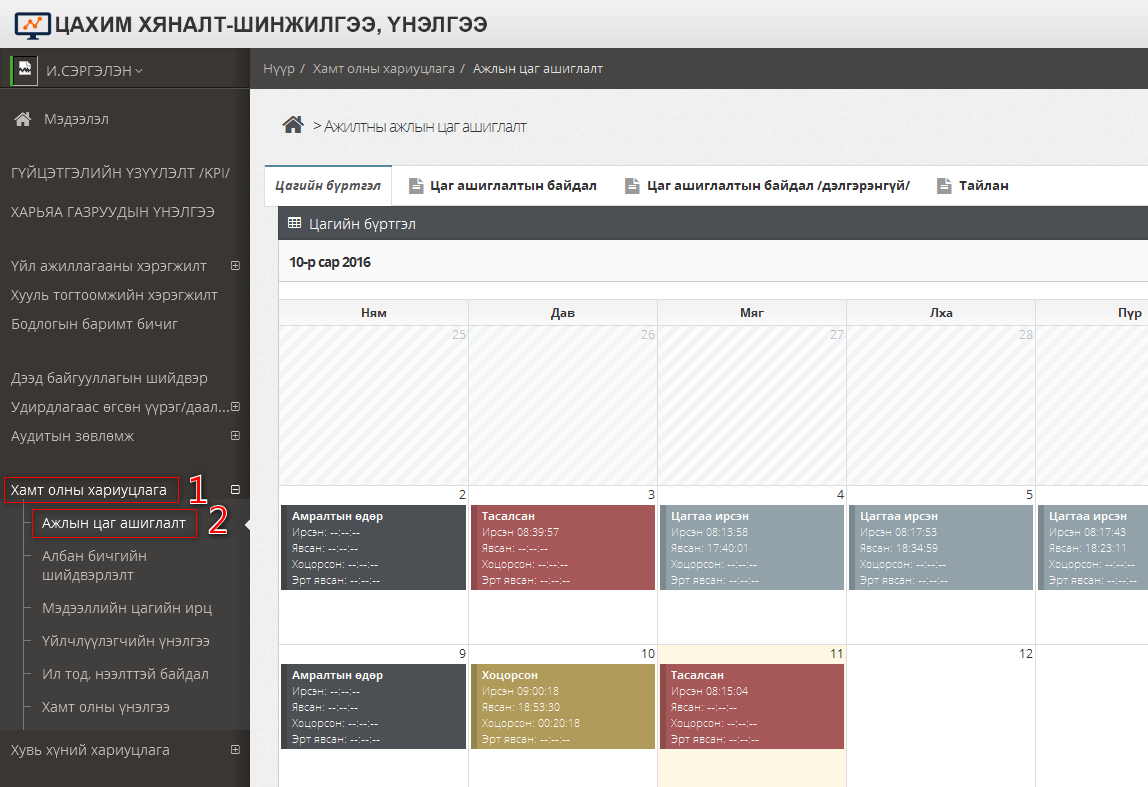 ЦАХИМ ХЯНАЛТ-ШИНЖИЛГЭЭ, ҮНЭЛГЭЭ
И.СЭРГЭЛЭН
Нүүр / Хамт олны хариуцлага / Ажлын цаг ашиглалт
Мэдээлэл
> Ажилтны ажлын цаг ашиглалт
ГҮЙЦЭТГЭЛИЙН ҮЗҮҮЛЭЛТ /KPI/
ХАРЬЯА ГАЗРУУДЫН ҮНЭЛГЭЭ
Үйл ажиллагааны хэрэгжилт
Хууль тогтоомжийн хэрэгжилт
Бодлогын баримт бичиг
Дээд байгууллагын шийдвэр
Удирдлагаас өгсөн үүрэг/даал...
Аудитын зөвлөмж
Хамт олны хариуцлага 1
Ажлын цаг ашиглалт 2
Албан бичгийн
шийдвэрлэлт
Мэдээллийн цагийн ирц
Үйлчлүүлэгчийн үнэлгээ
Ил тод, нээлттэй байдал
Хамт олны үнэлгээ
Хувь хүний хариуцлага
Цагийн бүртгэл Цаг ашиглалтын байдал Цаг ашиглалтын байдал /дэлгэрэнгүй/ Тайлан
Цагийн бүртгэл
10-р сар 2016
Ням Дав Мяг Лха Пүр
25 26 27 28
2 3 4 5
Амралтын өдөр
Ирсэн: --:--:--
Явсан: --:--:--
Хоцорсон: --:--:--
Эрт явсан: --:--:--
Тасалсан
Ирсэн 08:39:57
Явсан: --:--:--
Хоцорсон: --:--:--
Эрт явсан: --:--:--
Цагтаа ирсэн
Ирсэн 08:13:58
Явсан: 17:40:01
Хоцорсон: --:--:--
Эрт явсан: --:--:--
Цагтаа ирсэн
Ирсэн 08:17:53
Явсан: 18:34:59
Хоцорсон: --:--:--
Эрт явсан: --:--:--
Цагтаа ирсэн
Ирсэн 08:17:43
Явсан: 18:23:11
Хоцорсон: --:--:--
Эрт явсан: --:--:--
9 10 11 12
Амралтын өдөр
Ирсэн: --:--:--
Явсан: --:--:--
Хоцорсон: --:--:--
Эрт явсан: --:--:--
Хоцорсон
Ирсэн 09:00:18
Явсан: 18:53:30
Хоцорсон: 00:20:18
Эрт явсан: --:--:--
Тасалсан
Ирсэн 08:15:04
Явсан: --:--:--
Хоцорсон: --:--:--
Эрт явсан: --:--:--